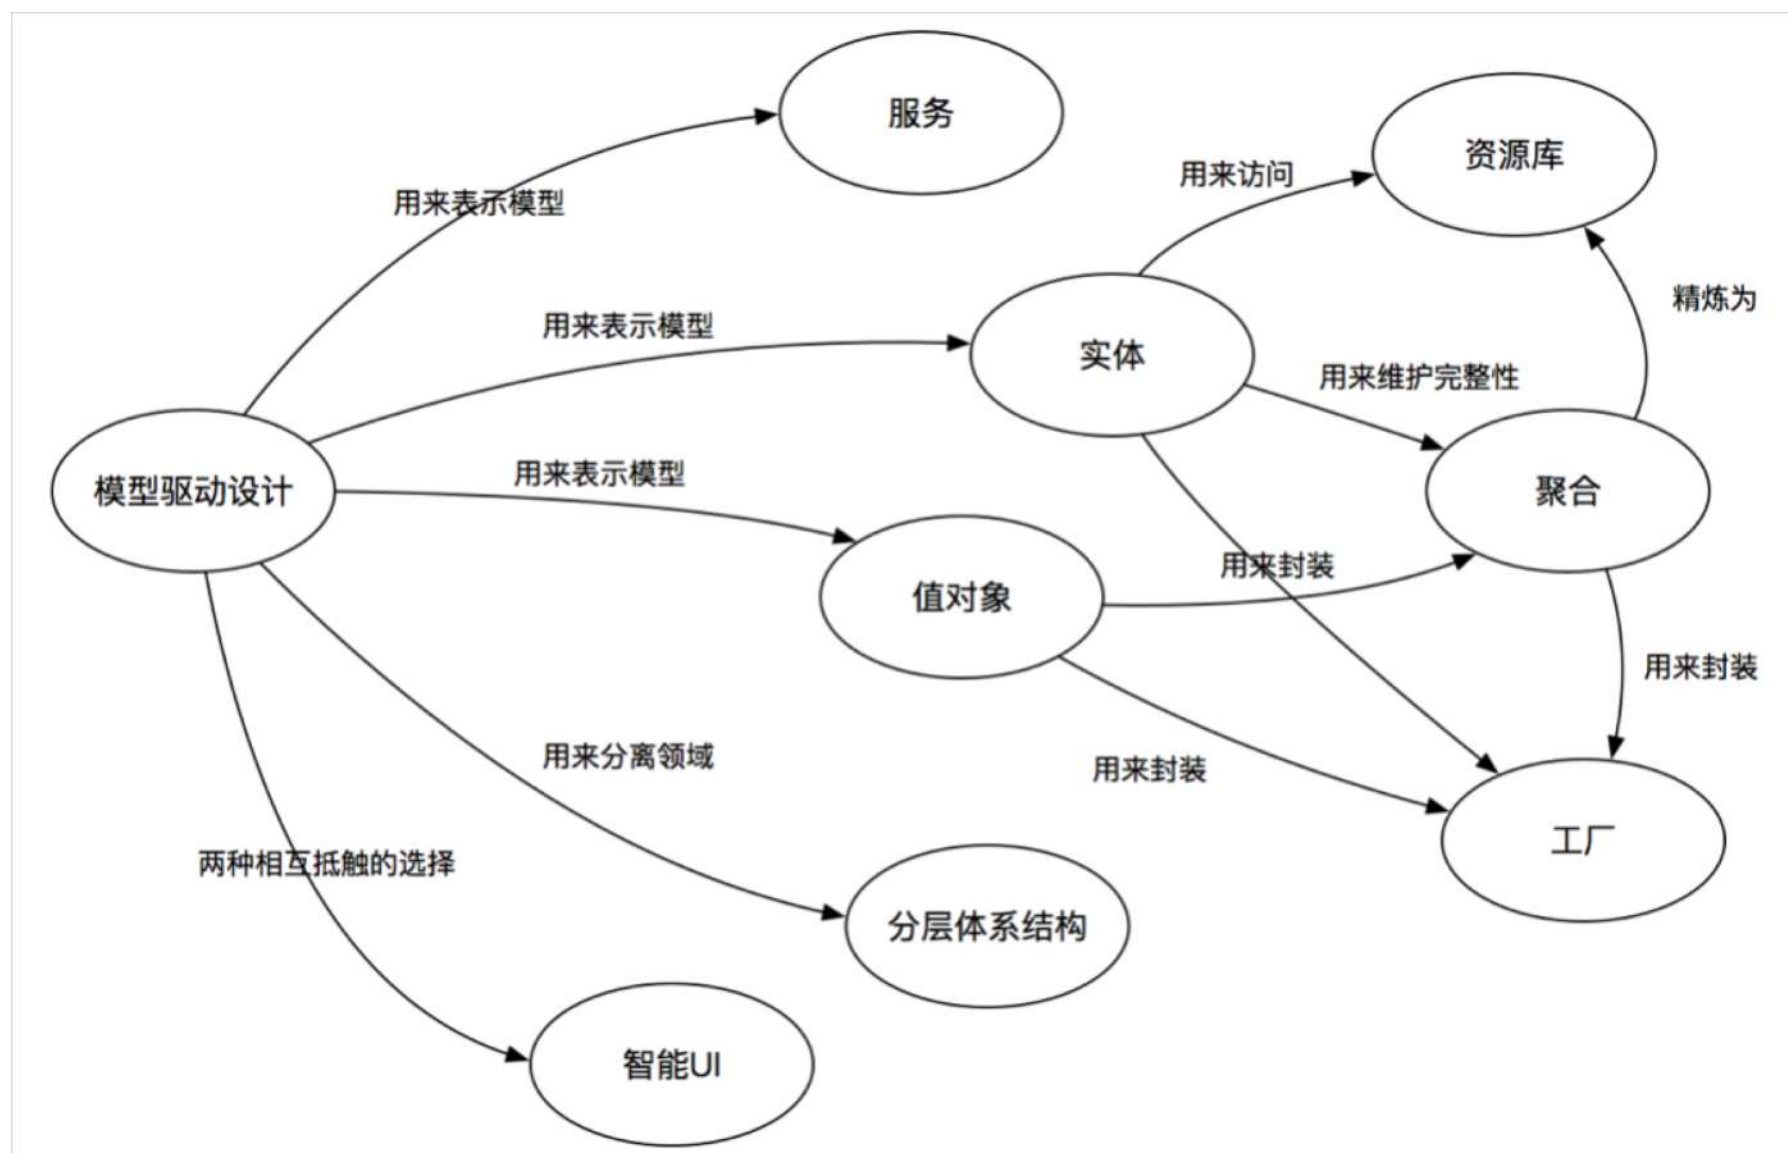 服务
资源库
用来访问
用来表示模型
精炼为
用来表示模型
实体
用来维护完整性
用来表示模型
模型驱动设计
聚合
用来封装
值对象
用来封装
用来分离领域
用来封装
工厂
两种相互抵触的选择
分层体系结构
智能UI